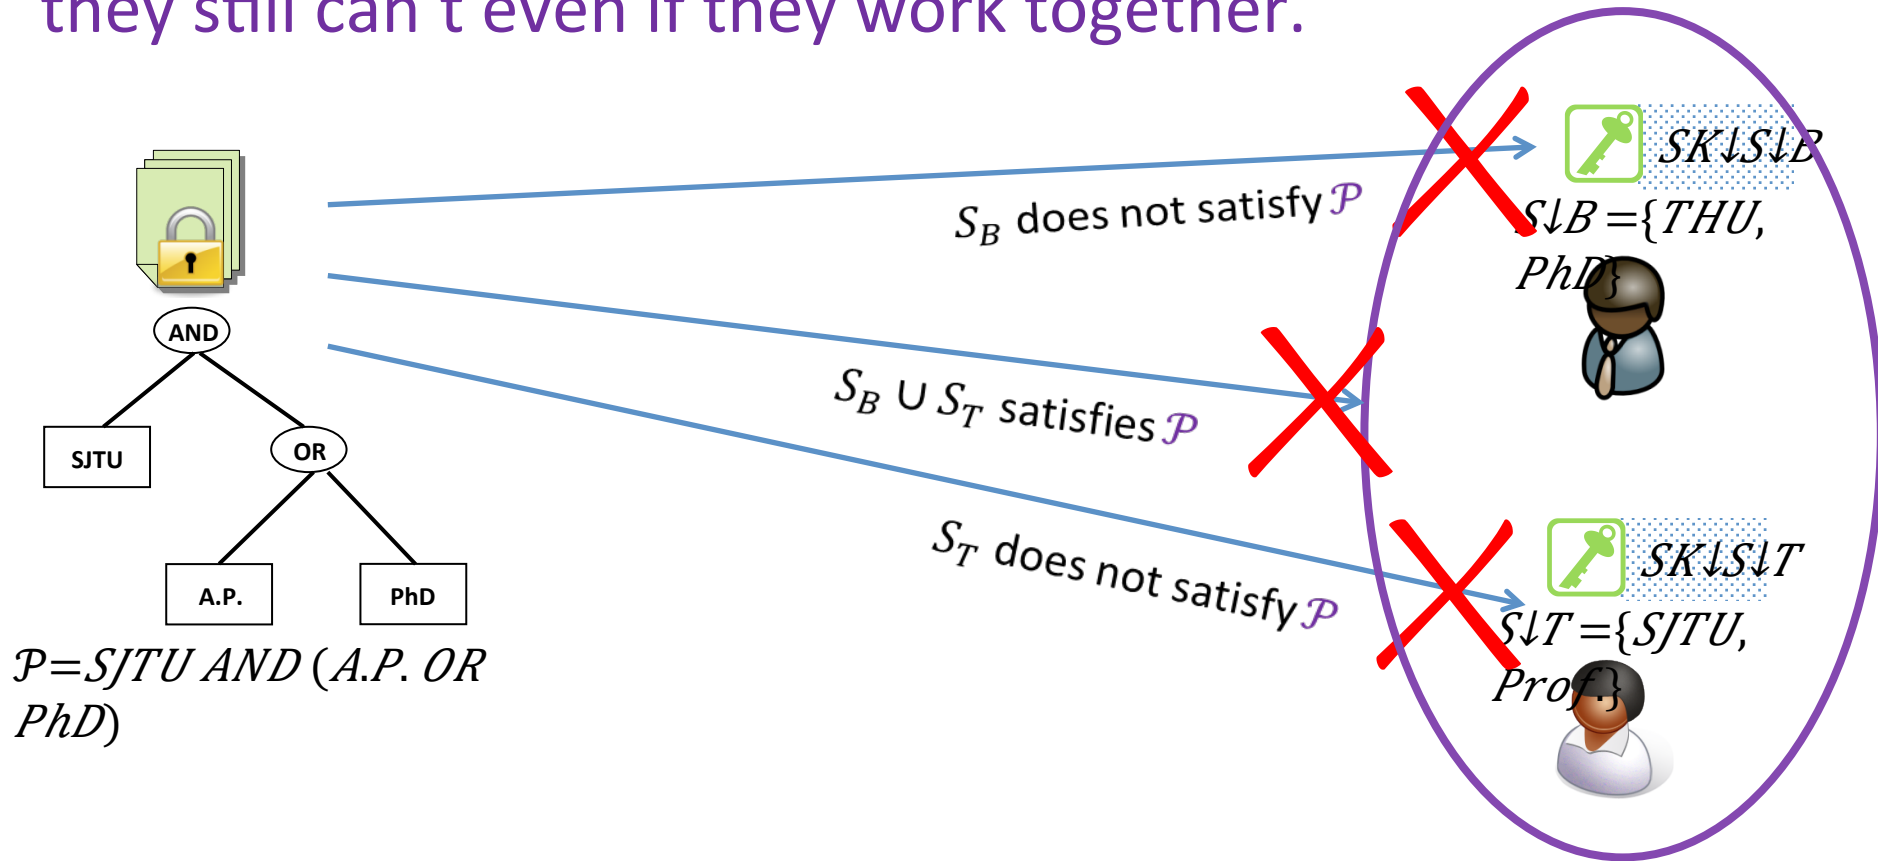 they still can't even if they work together.
SK↓S↓B
S_B does not satisfy 𝒫
S↓B ={THU,
PhD}
AND
S_B ∪ S_T satisfies 𝒫
SJTU
OR
S_T does not satisfy 𝒫
SK↓S↓T
A.P.
PhD
S↓T ={SJTU,
Prof.}
𝒫=SJTU AND (A.P. OR
PhD)